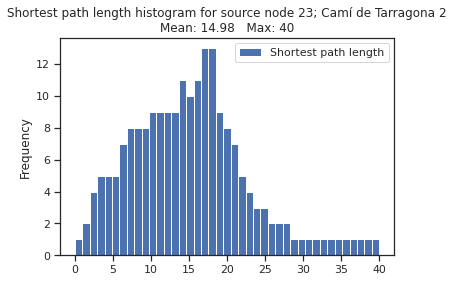 Shortest path length histogram for source node 23; Camí de Tarragona 2
Mean: 14.98   Max: 40
Shortest path length
Frequency
12
10
8
6
4
2
0
0 5 10 15 20 25 30 35 40